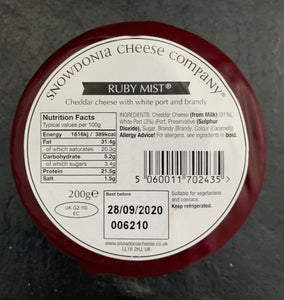 SNOWDONIA CHEESE COMPANY®
RUBY MIST®
Cheddar cheese with white port and brandy
Nutrition Facts
Typical values per 100g
Energy 1616kj / 389kcal
Fat 31.4g
of which saturates 20.3g
Carbohydrate 5.2g
of which sugars 3.4g
Protein 21.5g
Salt 1.5g
INGREDIENTS: Cheddar Cheese (from Milk) (91%),
White Port (3%) (Port, Preservative (Sulphur
Dioxide), Sugar, Brandy (Brandy, Colour (Caramel)).
Allergy Advice! For allergens, see ingredients in bold.
5 060011 702435 >
200g e
Best before
28/09/2020
006210
Suitable for vegetarians
and coeliacs.
Keep refrigerated.
UK GZ 110
EC
www.snowdoniacheese.co.uk
LL18 2HJ, UK